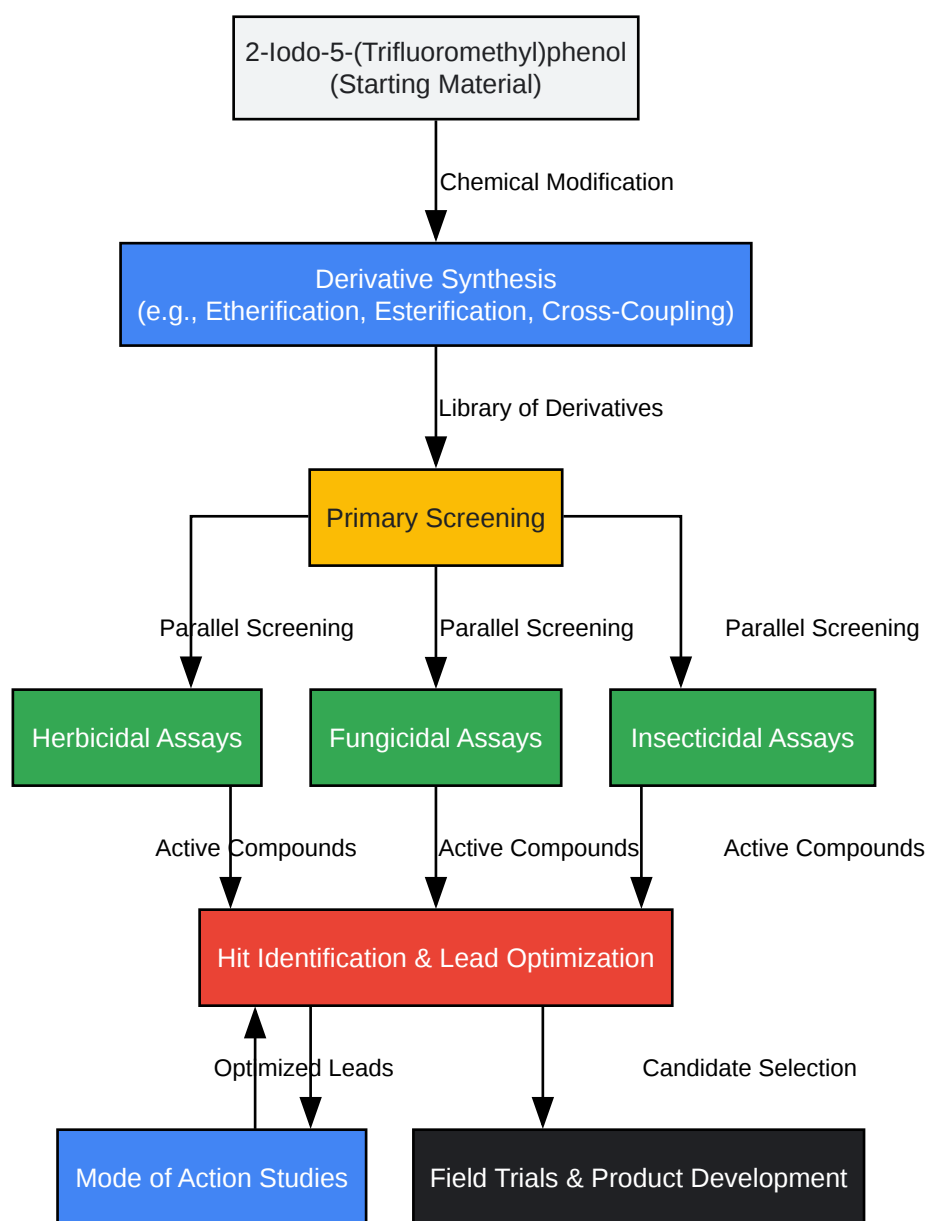 2-Iodo-5-(Trifluoromethyl)phenol
(Starting Material)
Chemical Modification
Derivative Synthesis
(e.g., Etherification, Esterification, Cross-Coupling)
Library of Derivatives
Primary Screening
Parallel Screening
Parallel Screening
Parallel Screening
Herbicidal Assays
Fungicidal Assays
Insecticidal Assays
Active Compounds
Active Compounds
Active Compounds
Hit Identification & Lead Optimization
Optimized Leads
Candidate Selection
Mode of Action Studies
Field Trials & Product Development